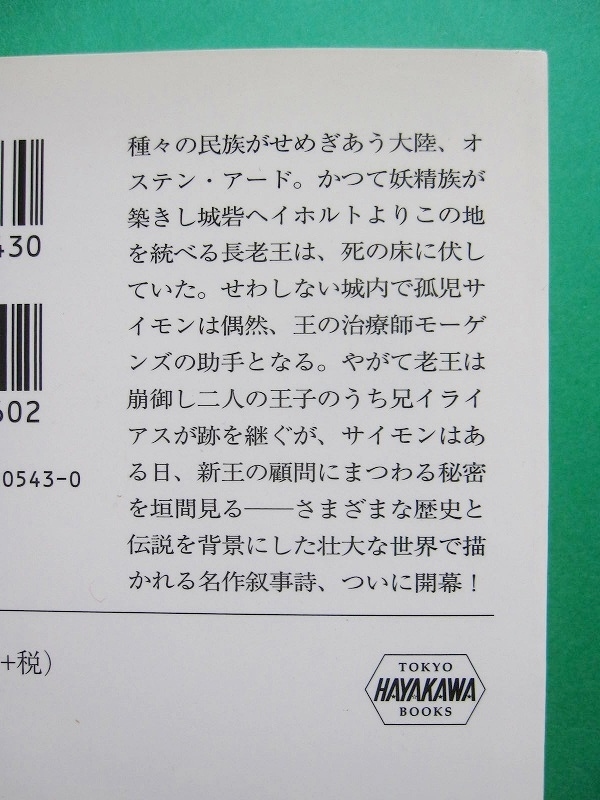 種々の民族がせめぎあう大陸、オ
ステン・アード。かつて妖精族が
築きし城砦ヘイホルトよりこの地
を統べる長老王は、死の床に伏し
ていた。せわしない城内で孤児サ
イモンは偶然、王の治療師モーゲ
ンズの助手となる。やがて老王は
崩御し二人の王子のうち兄イライ
アスが跡を継ぐが、サイモンはあ
る日、新王の顧問にまつわる秘密
を垣間見る――さまざまな歴史と
伝説を背景にした壮大な世界で描
かれる名作叙事詩、ついに開幕！
430
602
0543-0
+税）
TOKYO
HAYAKAWA
BOOKS